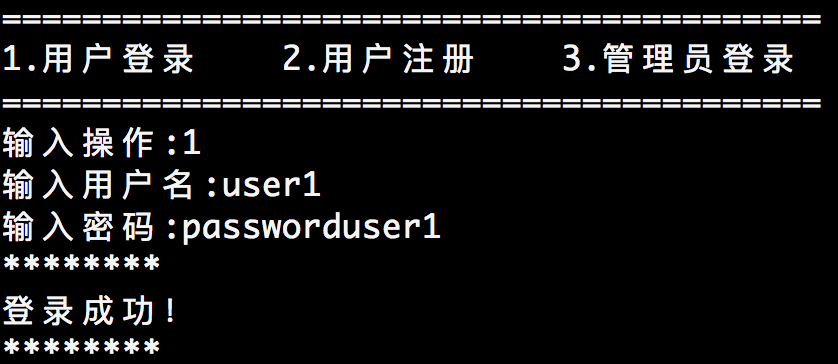 =========================================
1.用户登录    2.用户注册    3.管理员登录
=========================================
输入操作:1
输入用户名:user1
输入密码:passworduser1
********
登录成功!
********